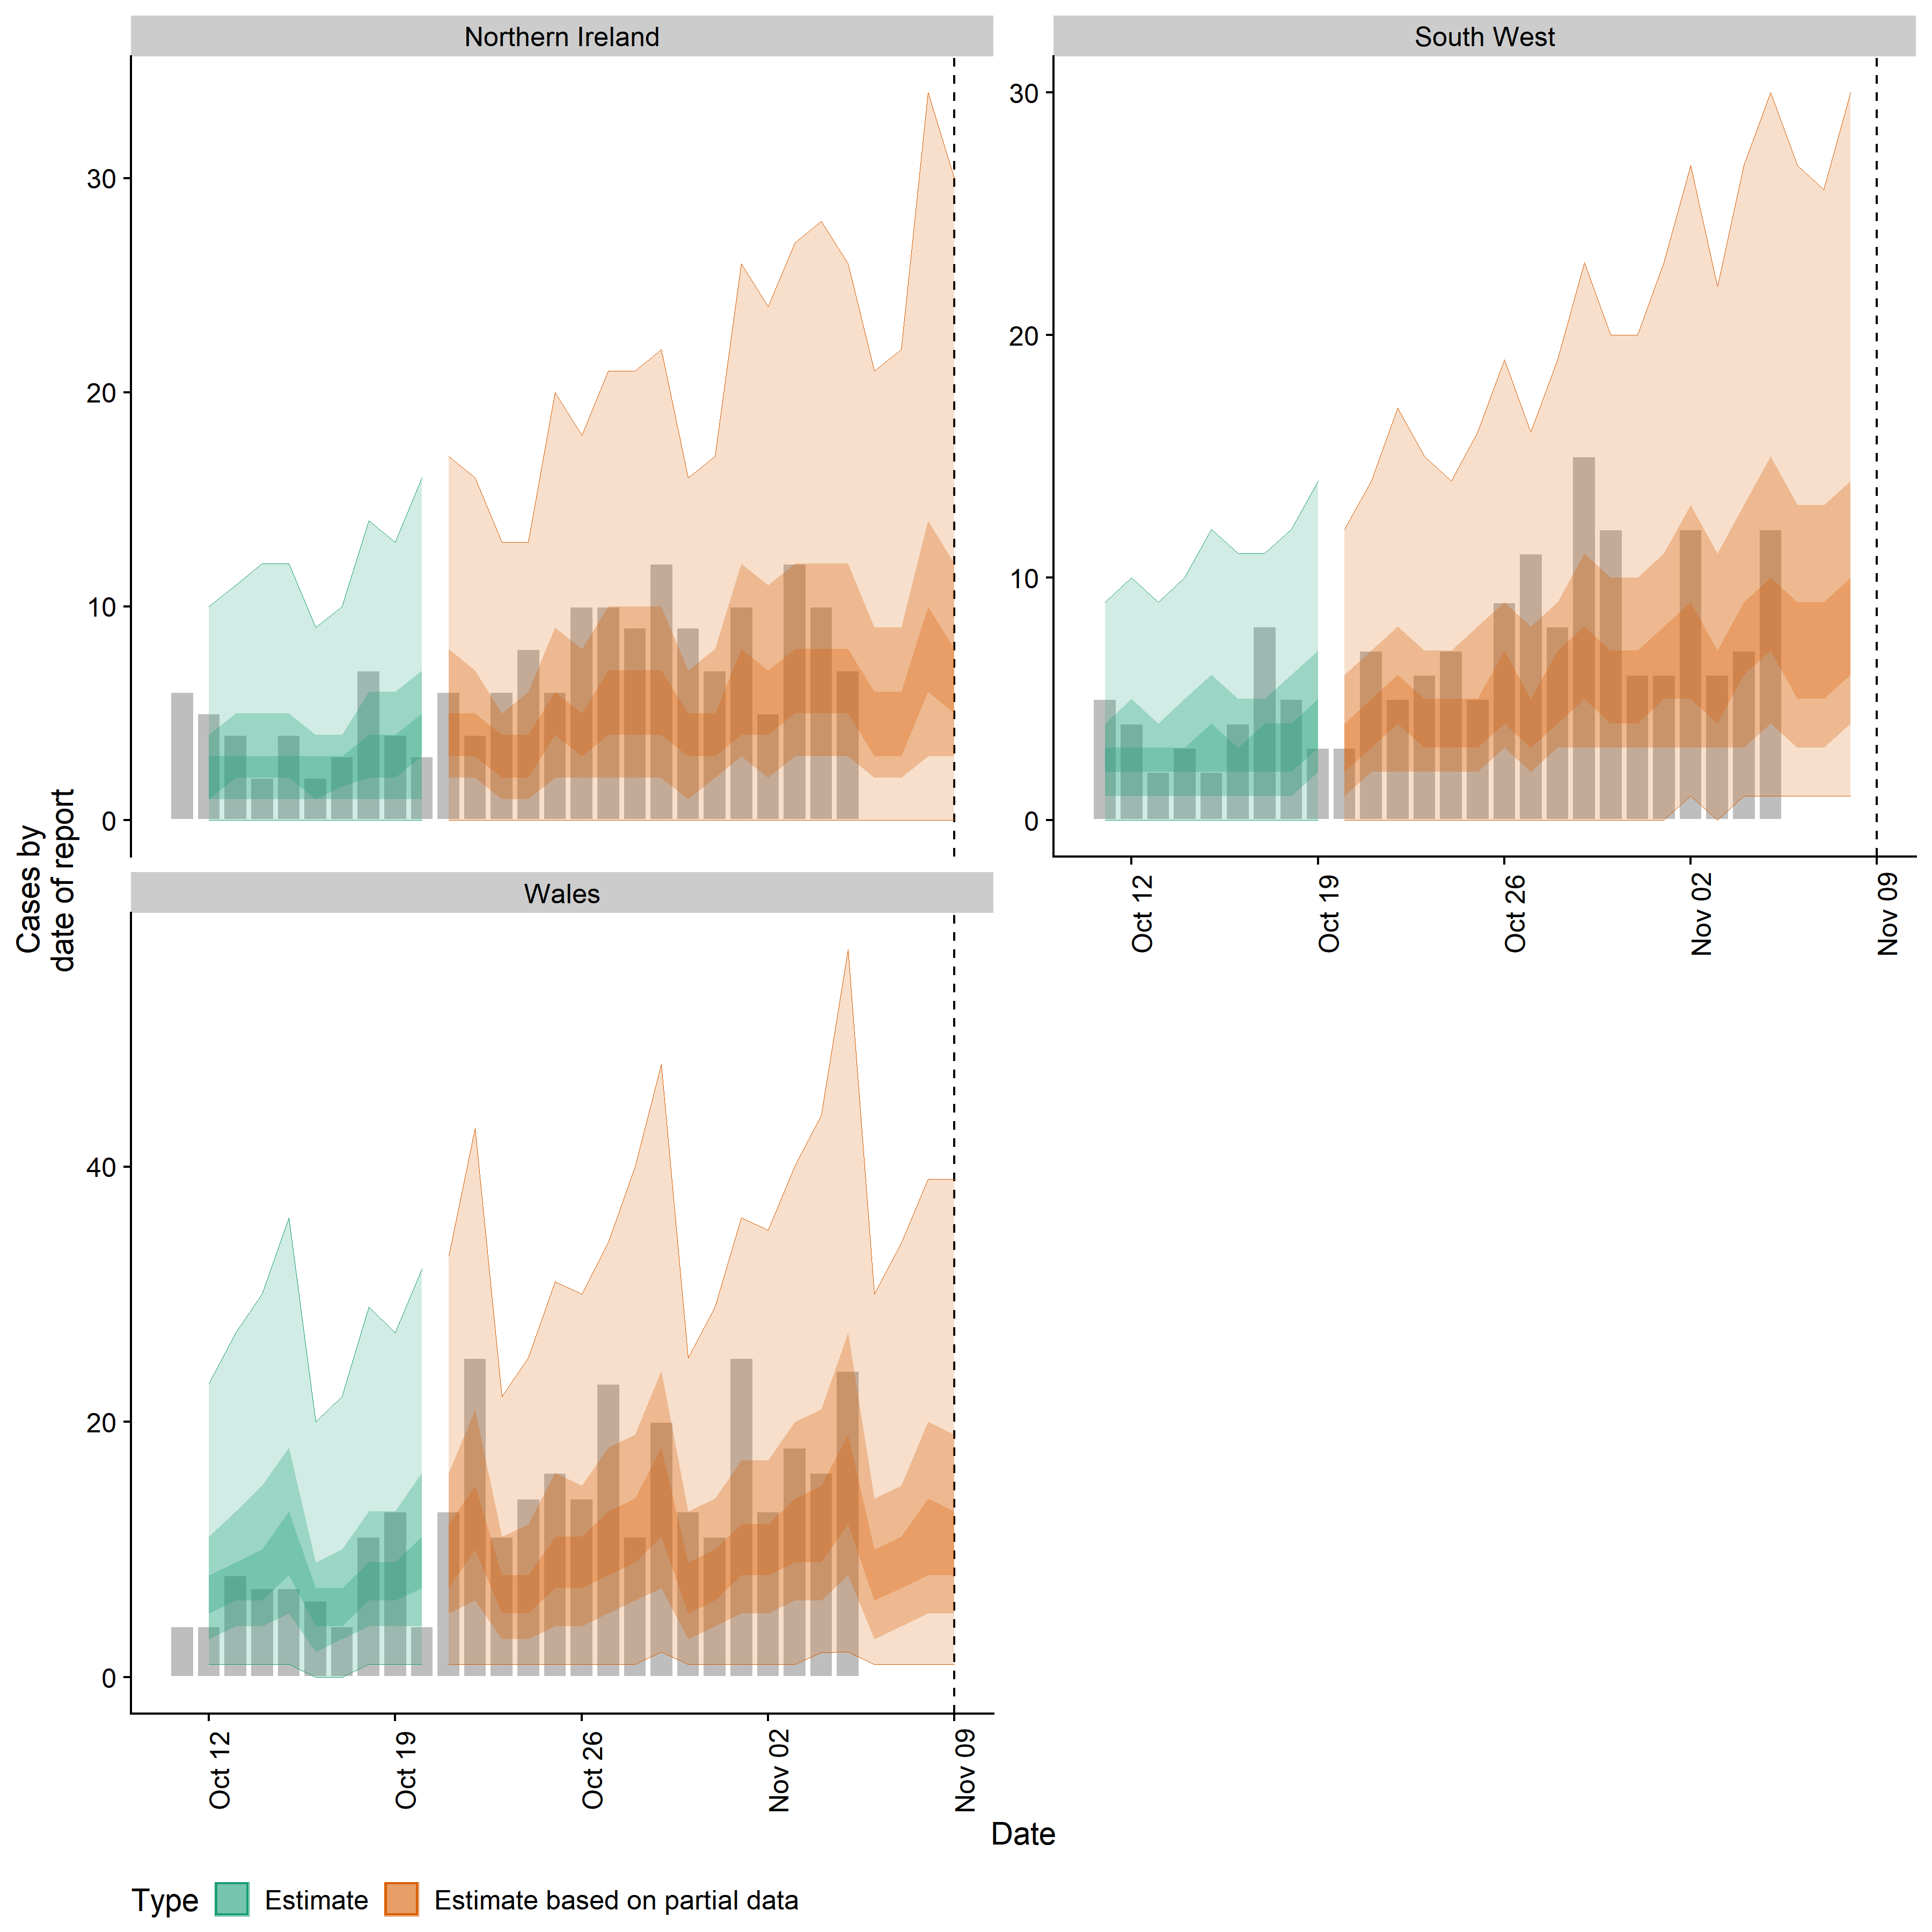 Northern Ireland
South West
30
20
10
0
30
20
10
0
Oct 12
Oct 19
Oct 26
Nov 02
Nov 09
Cases by
date of report
Wales
40
20
0
Oct 12
Oct 19
Oct 26
Nov 02
Nov 09
Date
Type Estimate Estimate based on partial data